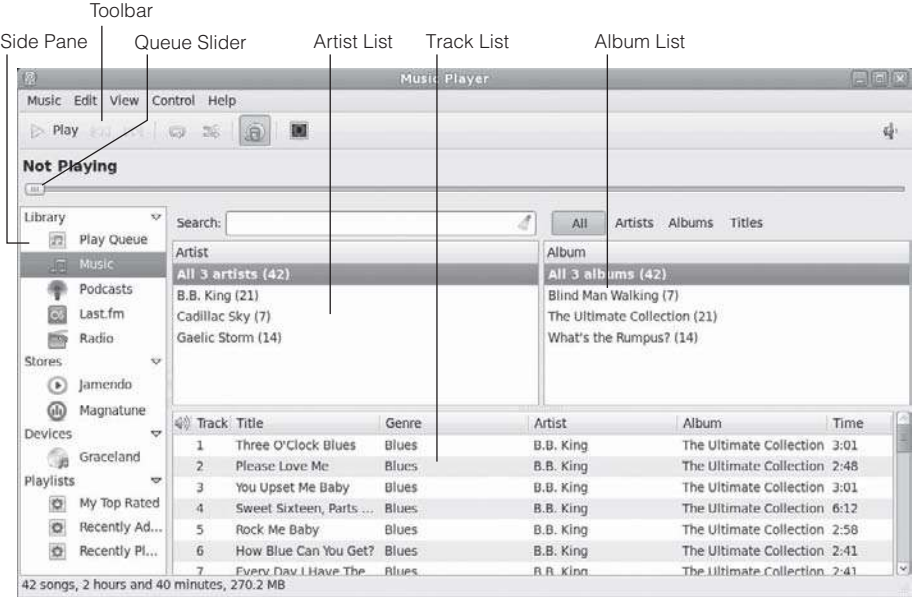 Toolbar
Side Pane Queue Slider Artist List Track List Album List
Music Player
Music Edit View Control Help
Play
Not Playing
Library
Play Queue
Music
Podcasts
Last.fm
Radio
Stores
Jamendo
Magnatune
Devices
Graceland
Playlists
My Top Rated
Recently Ad...
Recently Pl...
Search: All Artists Albums Titles
Artist
All 3 artists (42)
B.B. King (21)
Cadillac Sky (7)
Gaelic Storm (14)
Album
All 3 albums (42)
Blind Man Walking (7)
The Ultimate Collection (21)
What's the Rumpus? (14)
Track Title Genre Artist Album Time
1 Three O'Clock Blues Blues B.B. King The Ultimate Collection 3:01
2 Please Love Me Blues B.B. King The Ultimate Collection 2:48
3 You Upset Me Baby Blues B.B. King The Ultimate Collection 3:01
4 Sweet Sixteen, Parts ... Blues B.B. King The Ultimate Collection 6:12
5 Rock Me Baby Blues B.B. King The Ultimate Collection 2:58
6 How Blue Can You Get? Blues B.B. King The Ultimate Collection 2:41
7 Every Day I Have The Blues B.B. King The Ultimate Collection 2:41
42 songs, 2 hours and 40 minutes, 270.2 MB